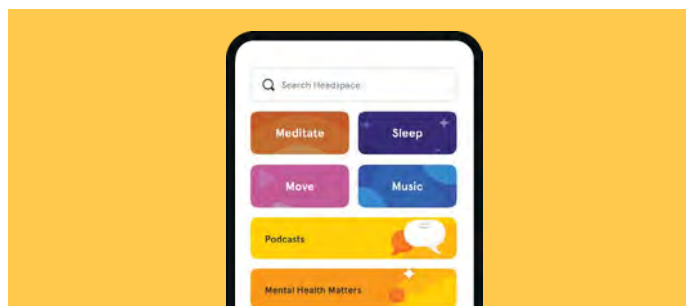 Search Headspace
Meditate
Sleep
Move
Music
Podcasts
Mental Health Matters